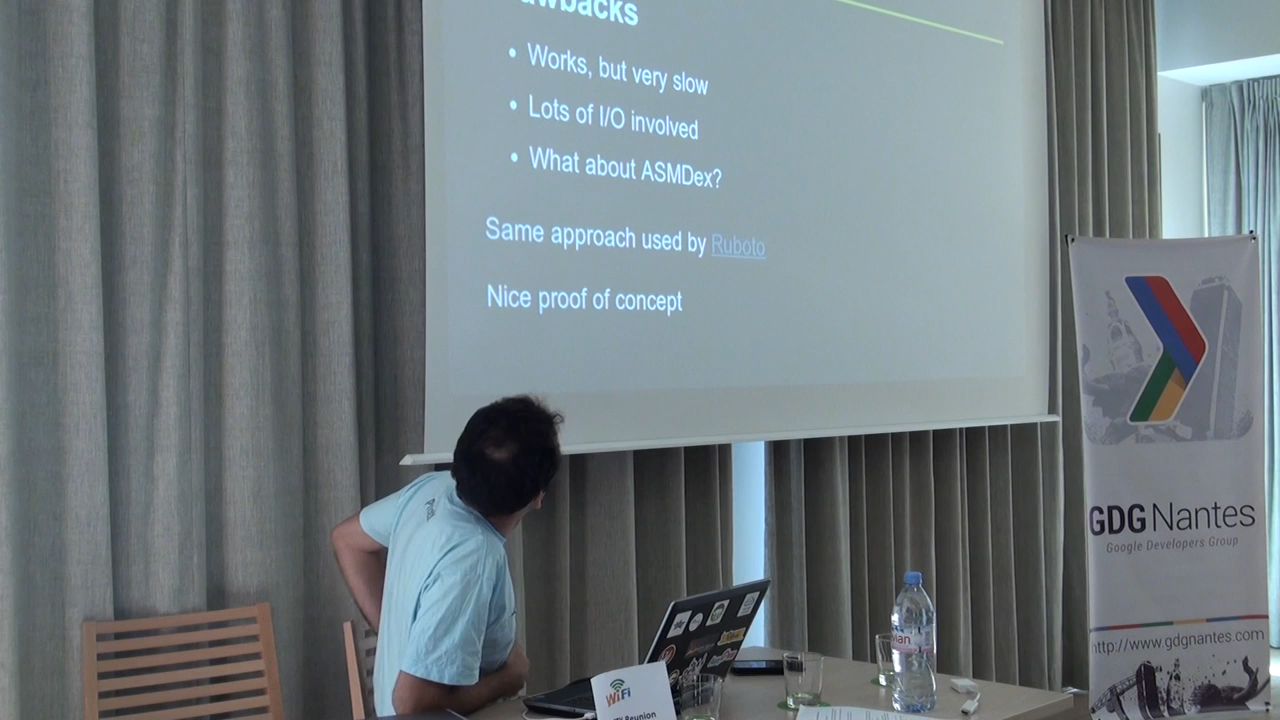 Works, but very slow
Lots of I/O involved
What about ASMDex?
Same approach used by Ruboto
Nice proof of concept
GDG Nantes
Google Developers Group
http://www.gdgnantes.com
WiFi
Reunion